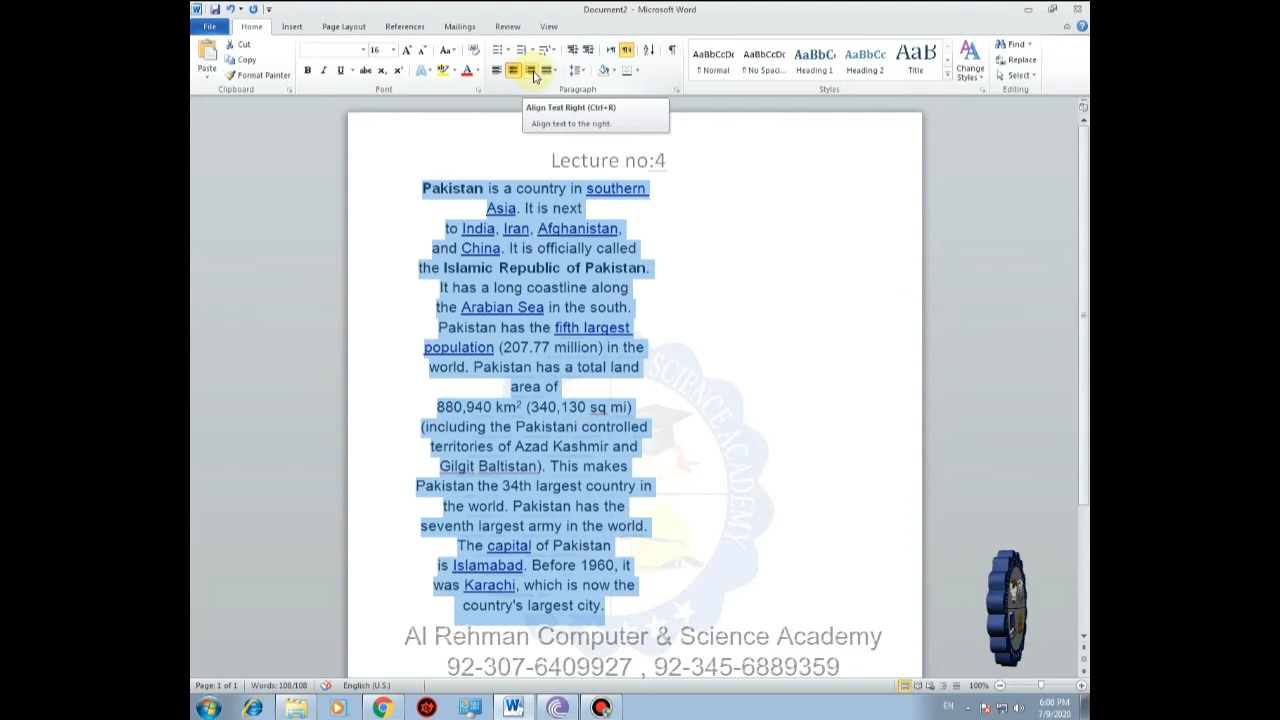 Document2 - Microsoft Word
File Home Insert Page Layout References Mailings Review View
Cut
Copy
Format Painter
Paste
16
AaBbCcDc AaBbCcDc AaBbC AaBbCc AaB
¶ Normal ¶ No Spaci... Heading 1 Heading 2 Title
Change Styles
Find
Replace
Select
Clipboard Font Paragraph Styles Editing
Align Text Right (Ctrl+R)
Align text to the right.
Lecture no:4
Pakistan is a country in southern
Asia. It is next
to India, Iran, Afghanistan,
and China. It is officially called
the Islamic Republic of Pakistan.
It has a long coastline along
the Arabian Sea in the south.
Pakistan has the fifth largest
population (207.77 million) in the
world. Pakistan has a total land
area of
880,940 km² (340,130 sq mi)
(including the Pakistani controlled
territories of Azad Kashmir and
Gilgit Baltistan). This makes
Pakistan the 34th largest country in
the world. Pakistan has the
seventh largest army in the world.
The capital of Pakistan
is Islamabad. Before 1960, it
was Karachi, which is now the
country's largest city.
SCIENCE ACADEMY
Al Rehman Computer & Science Academy
92-307-6409927 , 92-345-6889359
Page: 1 of 1 Words: 108/108 English (U.S.) 100%
EN 6:08 PM
7/9/2020